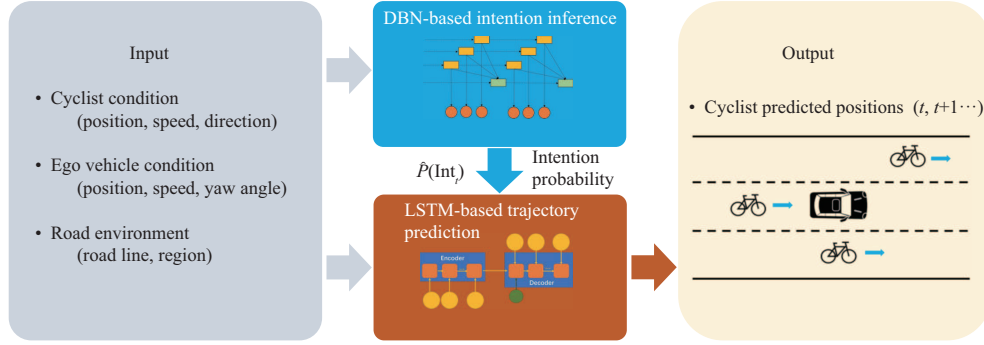 Input
• Cyclist condition
(position, speed, direction)
• Ego vehicle condition
(position, speed, yaw angle)
• Road environment
(road line, region)
DBN-based intention inference
P̂(Int_t)
Intention
probability
LSTM-based trajectory
prediction
Encoder
Decoder
Output
• Cyclist predicted positions (t, t+1···)